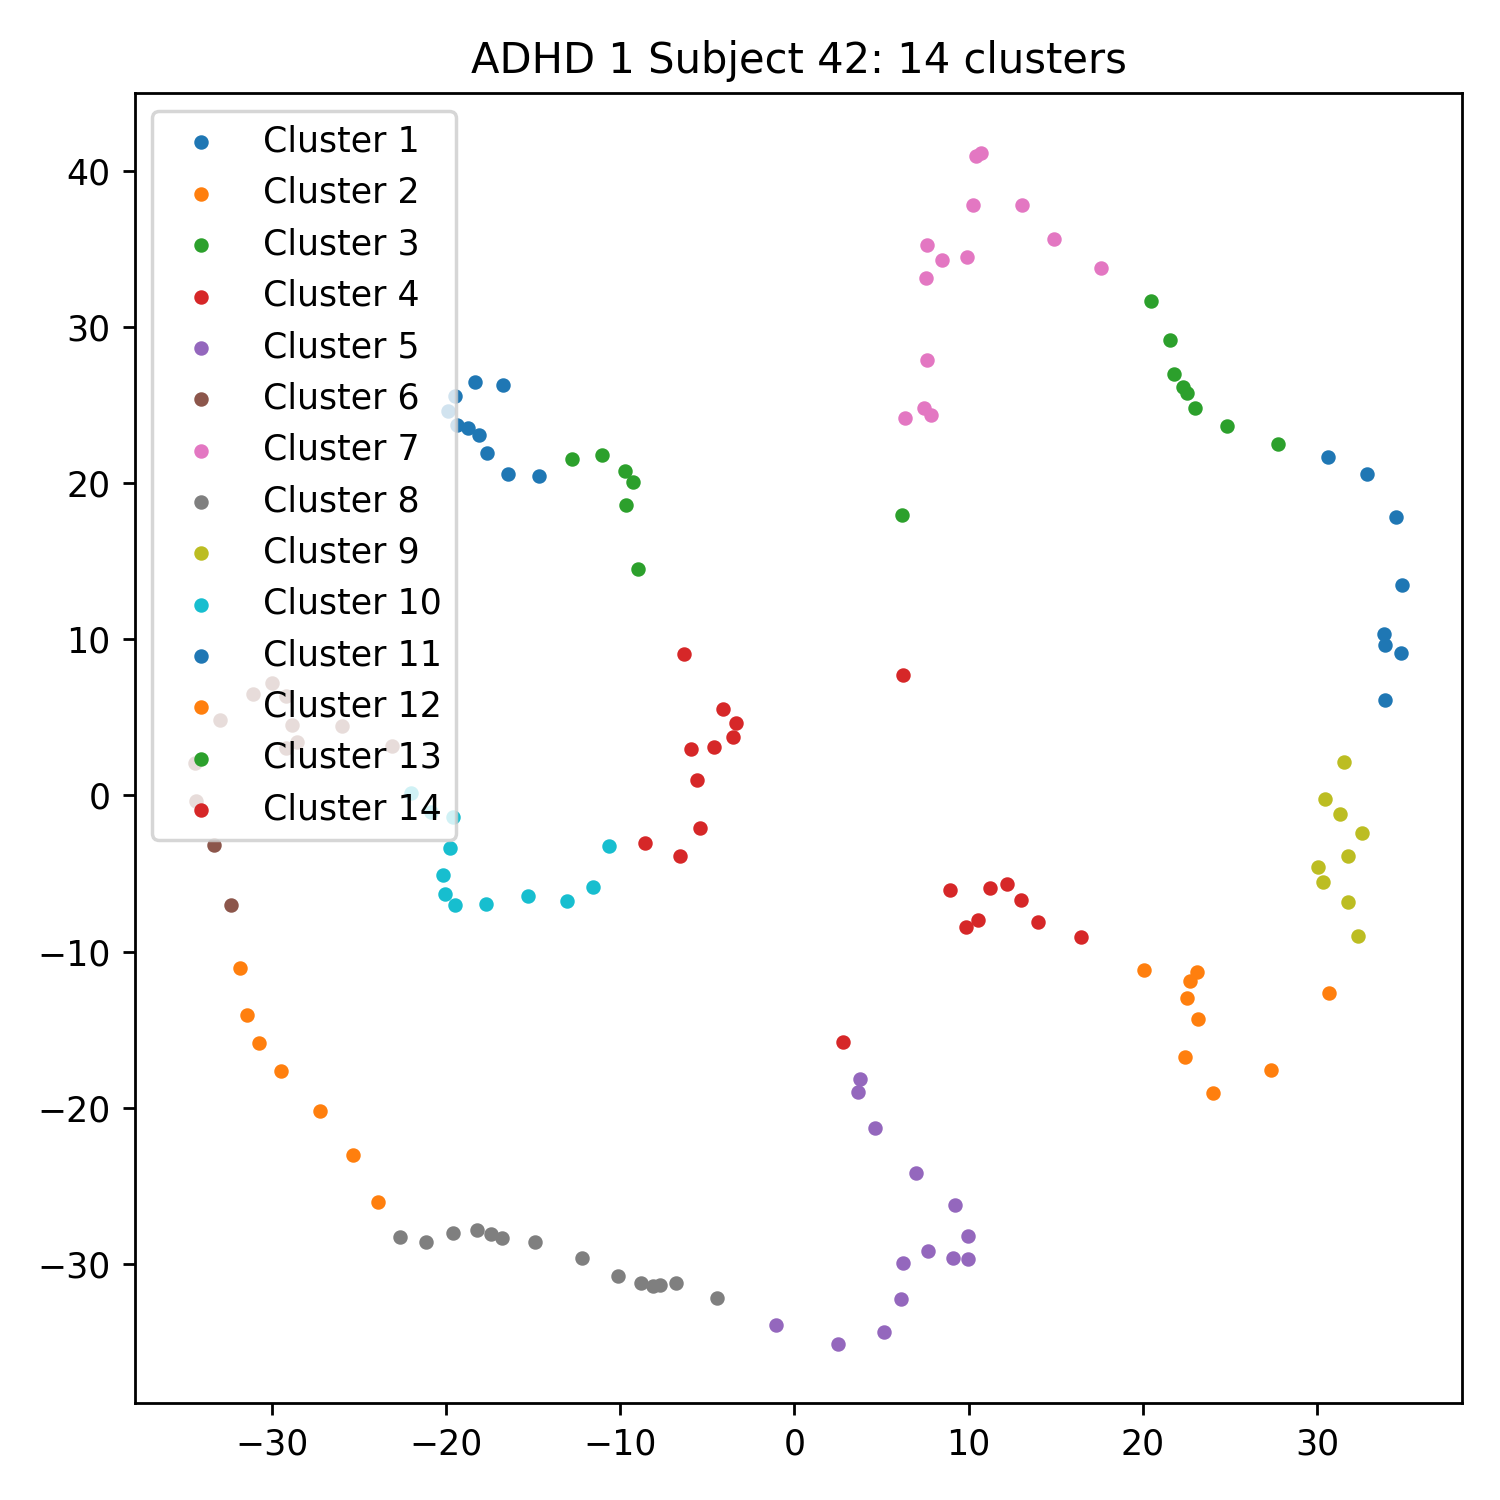 ADHD 1 Subject 42: 14 clusters
Cluster 1
Cluster 2
Cluster 3
Cluster 4
Cluster 5
Cluster 6
Cluster 7
Cluster 8
Cluster 9
Cluster 10
Cluster 11
Cluster 12
Cluster 13
Cluster 14
40
30
20
10
0
−10
−20
−30
−30 −20 −10 0 10 20 30